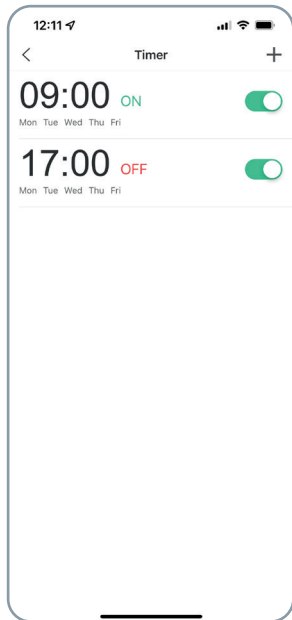 12:11
Timer
09:00 ON
Mon Tue Wed Thu Fri
17:00 OFF
Mon Tue Wed Thu Fri